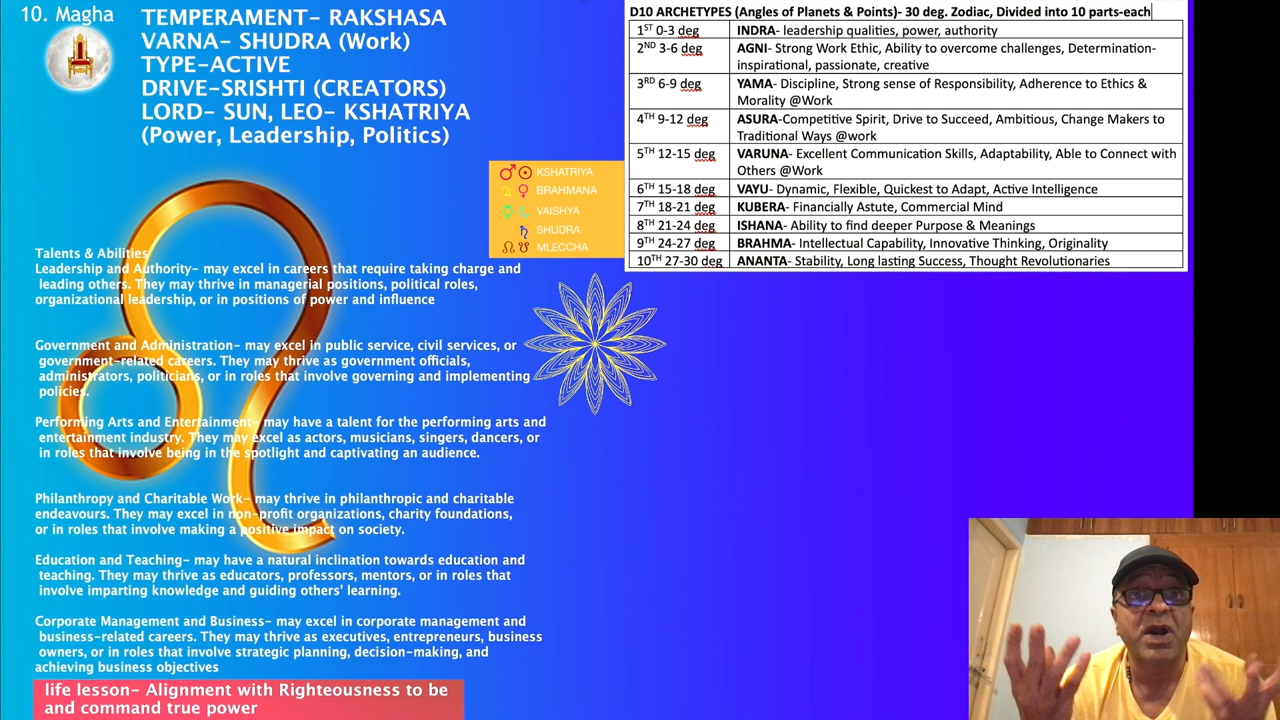 10. Magha
TEMPERAMENT- RAKSHASA
VARNA- SHUDRA (Work)
TYPE-ACTIVE
DRIVE-SRISHTI (CREATORS)
LORD- SUN, LEO- KSHATRIYA
(Power, Leadership, Politics)
D10 ARCHETYPES (Angles of Planets & Points)- 30 deg. Zodiac, Divided into 10 parts-each
1ST 0-3 deg INDRA- leadership qualities, power, authority
2ND 3-6 deg AGNI- Strong Work Ethic, Ability to overcome challenges, Determination-
inspirational, passionate, creative
3RD 6-9 deg YAMA- Discipline, Strong sense of Responsibility, Adherence to Ethics &
Morality @Work
4TH 9-12 deg ASURA-Competitive Spirit, Drive to Succeed, Ambitious, Change Makers to
Traditional Ways @work
5TH 12-15 deg VARUNA- Excellent Communication Skills, Adaptability, Able to Connect with
Others @Work
6TH 15-18 deg VAYU- Dynamic, Flexible, Quickest to Adapt, Active Intelligence
7TH 18-21 deg KUBERA- Financially Astute, Commercial Mind
8TH 21-24 deg ISHANA- Ability to find deeper Purpose & Meanings
9TH 24-27 deg BRAHMA- Intellectual Capability, Innovative Thinking, Originality
10TH 27-30 deg ANANTA- Stability, Long lasting Success, Thought Revolutionaries
♂☉ KSHATRIYA
♃♀ BRAHMANA
☿☾ VAISHYA
♄ SHUDRA
☊☋ MLECCHA
Talents & Abilities
Leadership and Authority- may excel in careers that require taking charge and
leading others. They may thrive in managerial positions, political roles,
organizational leadership, or in positions of power and influence
Government and Administration- may excel in public service, civil services, or
government-related careers. They may thrive as government officials,
administrators, politicians, or in roles that involve governing and implementing
policies.
Performing Arts and Entertainment- may have a talent for the performing arts and
entertainment industry. They may excel as actors, musicians, singers, dancers, or
in roles that involve being in the spotlight and captivating an audience.
Philanthropy and Charitable Work- may thrive in philanthropic and charitable
endeavours. They may excel in non-profit organizations, charity foundations,
or in roles that involve making a positive impact on society.
Education and Teaching- may have a natural inclination towards education and
teaching. They may thrive as educators, professors, mentors, or in roles that
involve imparting knowledge and guiding others' learning.
Corporate Management and Business- may excel in corporate management and
business-related careers. They may thrive as executives, entrepreneurs, business
owners, or in roles that involve strategic planning, decision-making, and
achieving business objectives
life lesson- Alignment with Righteousness to be
and command true power